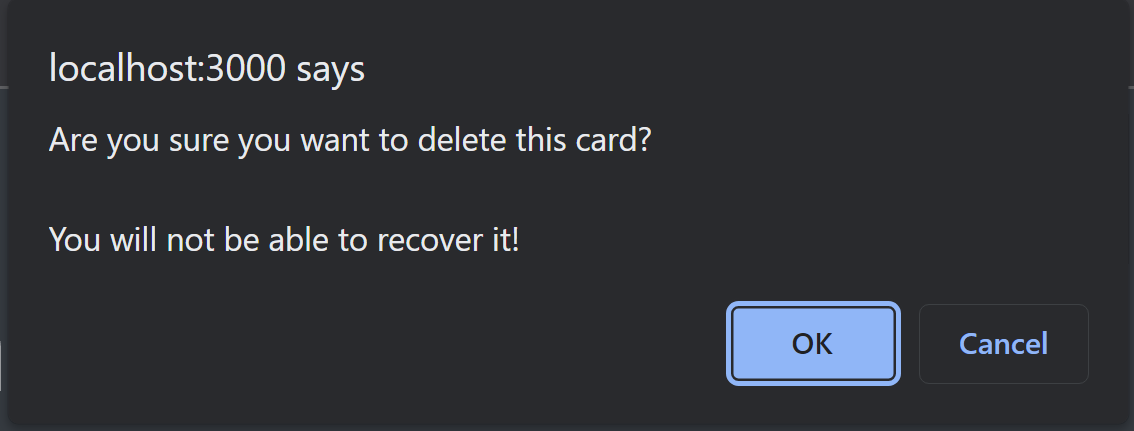 localhost:3000 says
Are you sure you want to delete this card?
You will not be able to recover it!
OK
Cancel